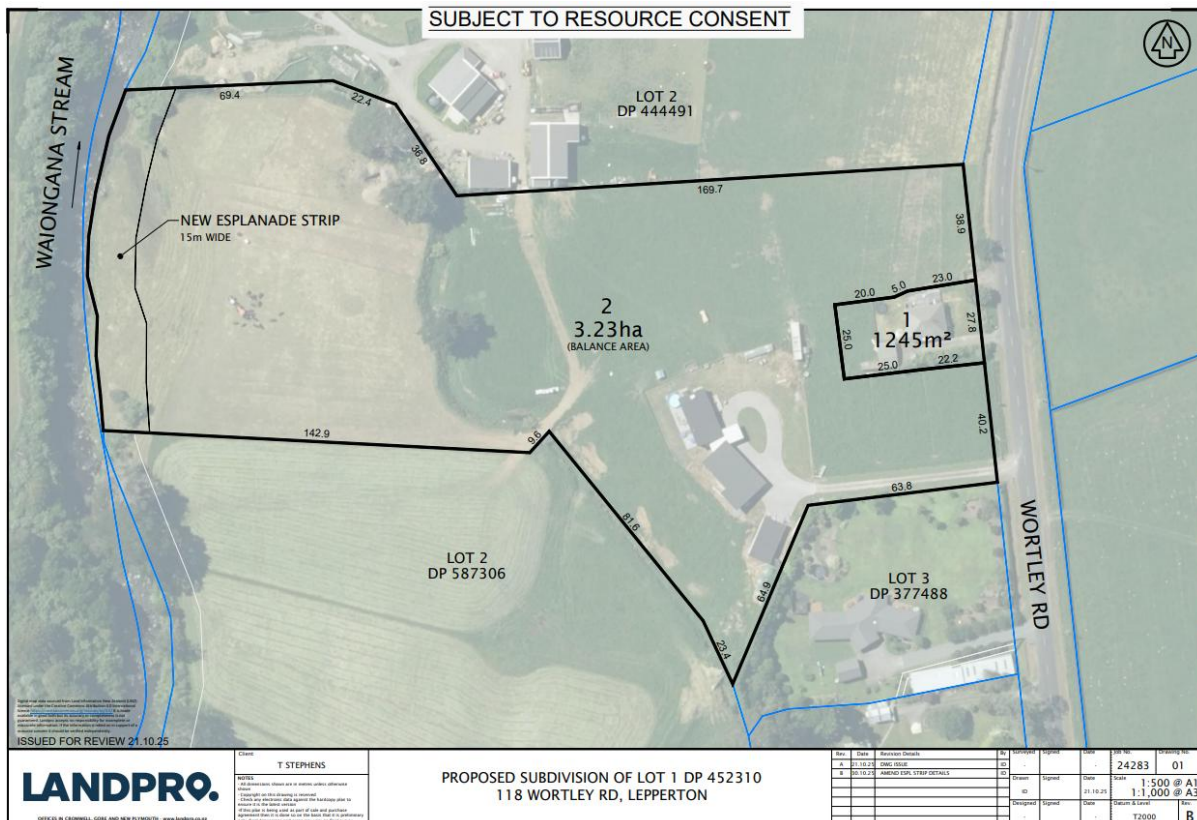 SUBJECT TO RESOURCE CONSENT
N
WAIONGANA STREAM
69.4
22.4
36.8
LOT 2
DP 444491
169.7
38.9
NEW ESPLANADE STRIP
15m WIDE
2
3.23ha
(BALANCE AREA)
20.0
5.0
23.0
1
1245m²
27.8
25.0
25.0
22.2
40.2
142.9
9.6
81.6
63.8
64.9
23.4
LOT 2
DP 587306
LOT 3
DP 377488
WORTLEY RD
ISSUED FOR REVIEW 21.10.25
LANDPRO.
OFFICES IN CROMWELL, GORE AND NEW PLYMOUTH
Client
T STEPHENS
NOTES
PROPOSED SUBDIVISION OF LOT 1 DP 452310
118 WORTLEY RD, LEPPERTON
Rev. Date Revision Details By
A 21.10.25 DWG ISSUE ID
B 30.10.25 AMEND ESPL STRIP DETAILS ID
Surveyed Signed Date
Drawn Signed Date
ID 21.10.25
Designed Signed Date
Job No. Drawing No.
24283 01
Scale
1:500 @ A1
1:1,000 @ A3
Datum & Level Rev.
T2000 B